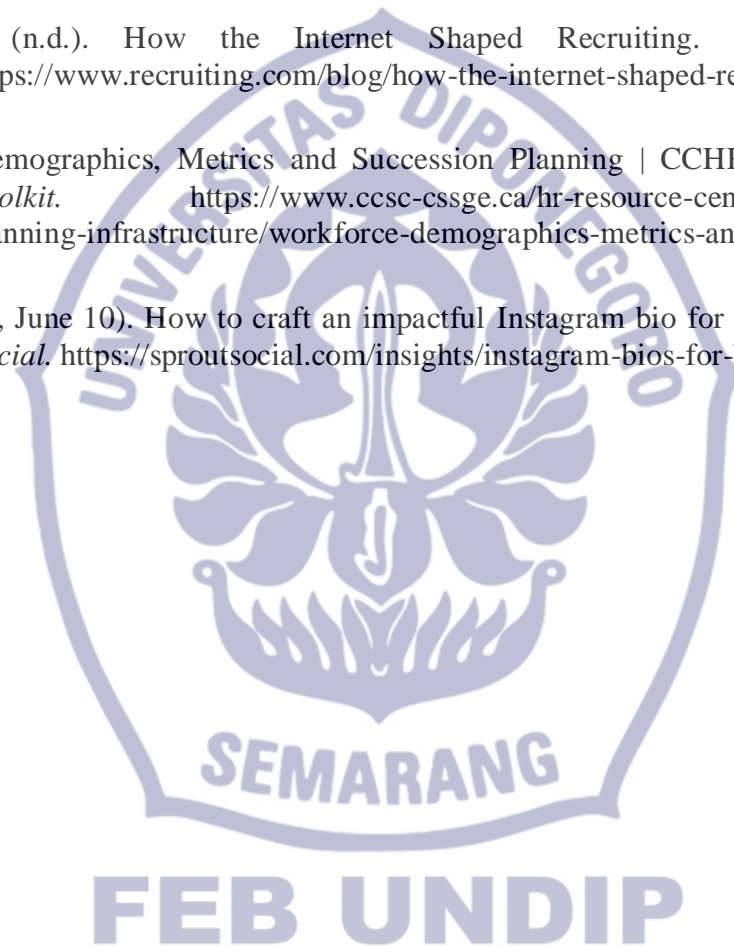 (n.d.). How the Internet Shaped Recruiting.
ps://www.recruiting.com/blog/how-the-internet-shaped-re
emographics, Metrics and Succession Planning | CCHR
olkit. https://www.ccsc-cssge.ca/hr-resource-cen
anning-infrastructure/workforce-demographics-metrics-an
, June 10). How to craft an impactful Instagram bio for
cial. https://sproutsocial.com/insights/instagram-bios-for-
UNIVERSITAS DIPONEGORO
SEMARANG
FEB UNDIP